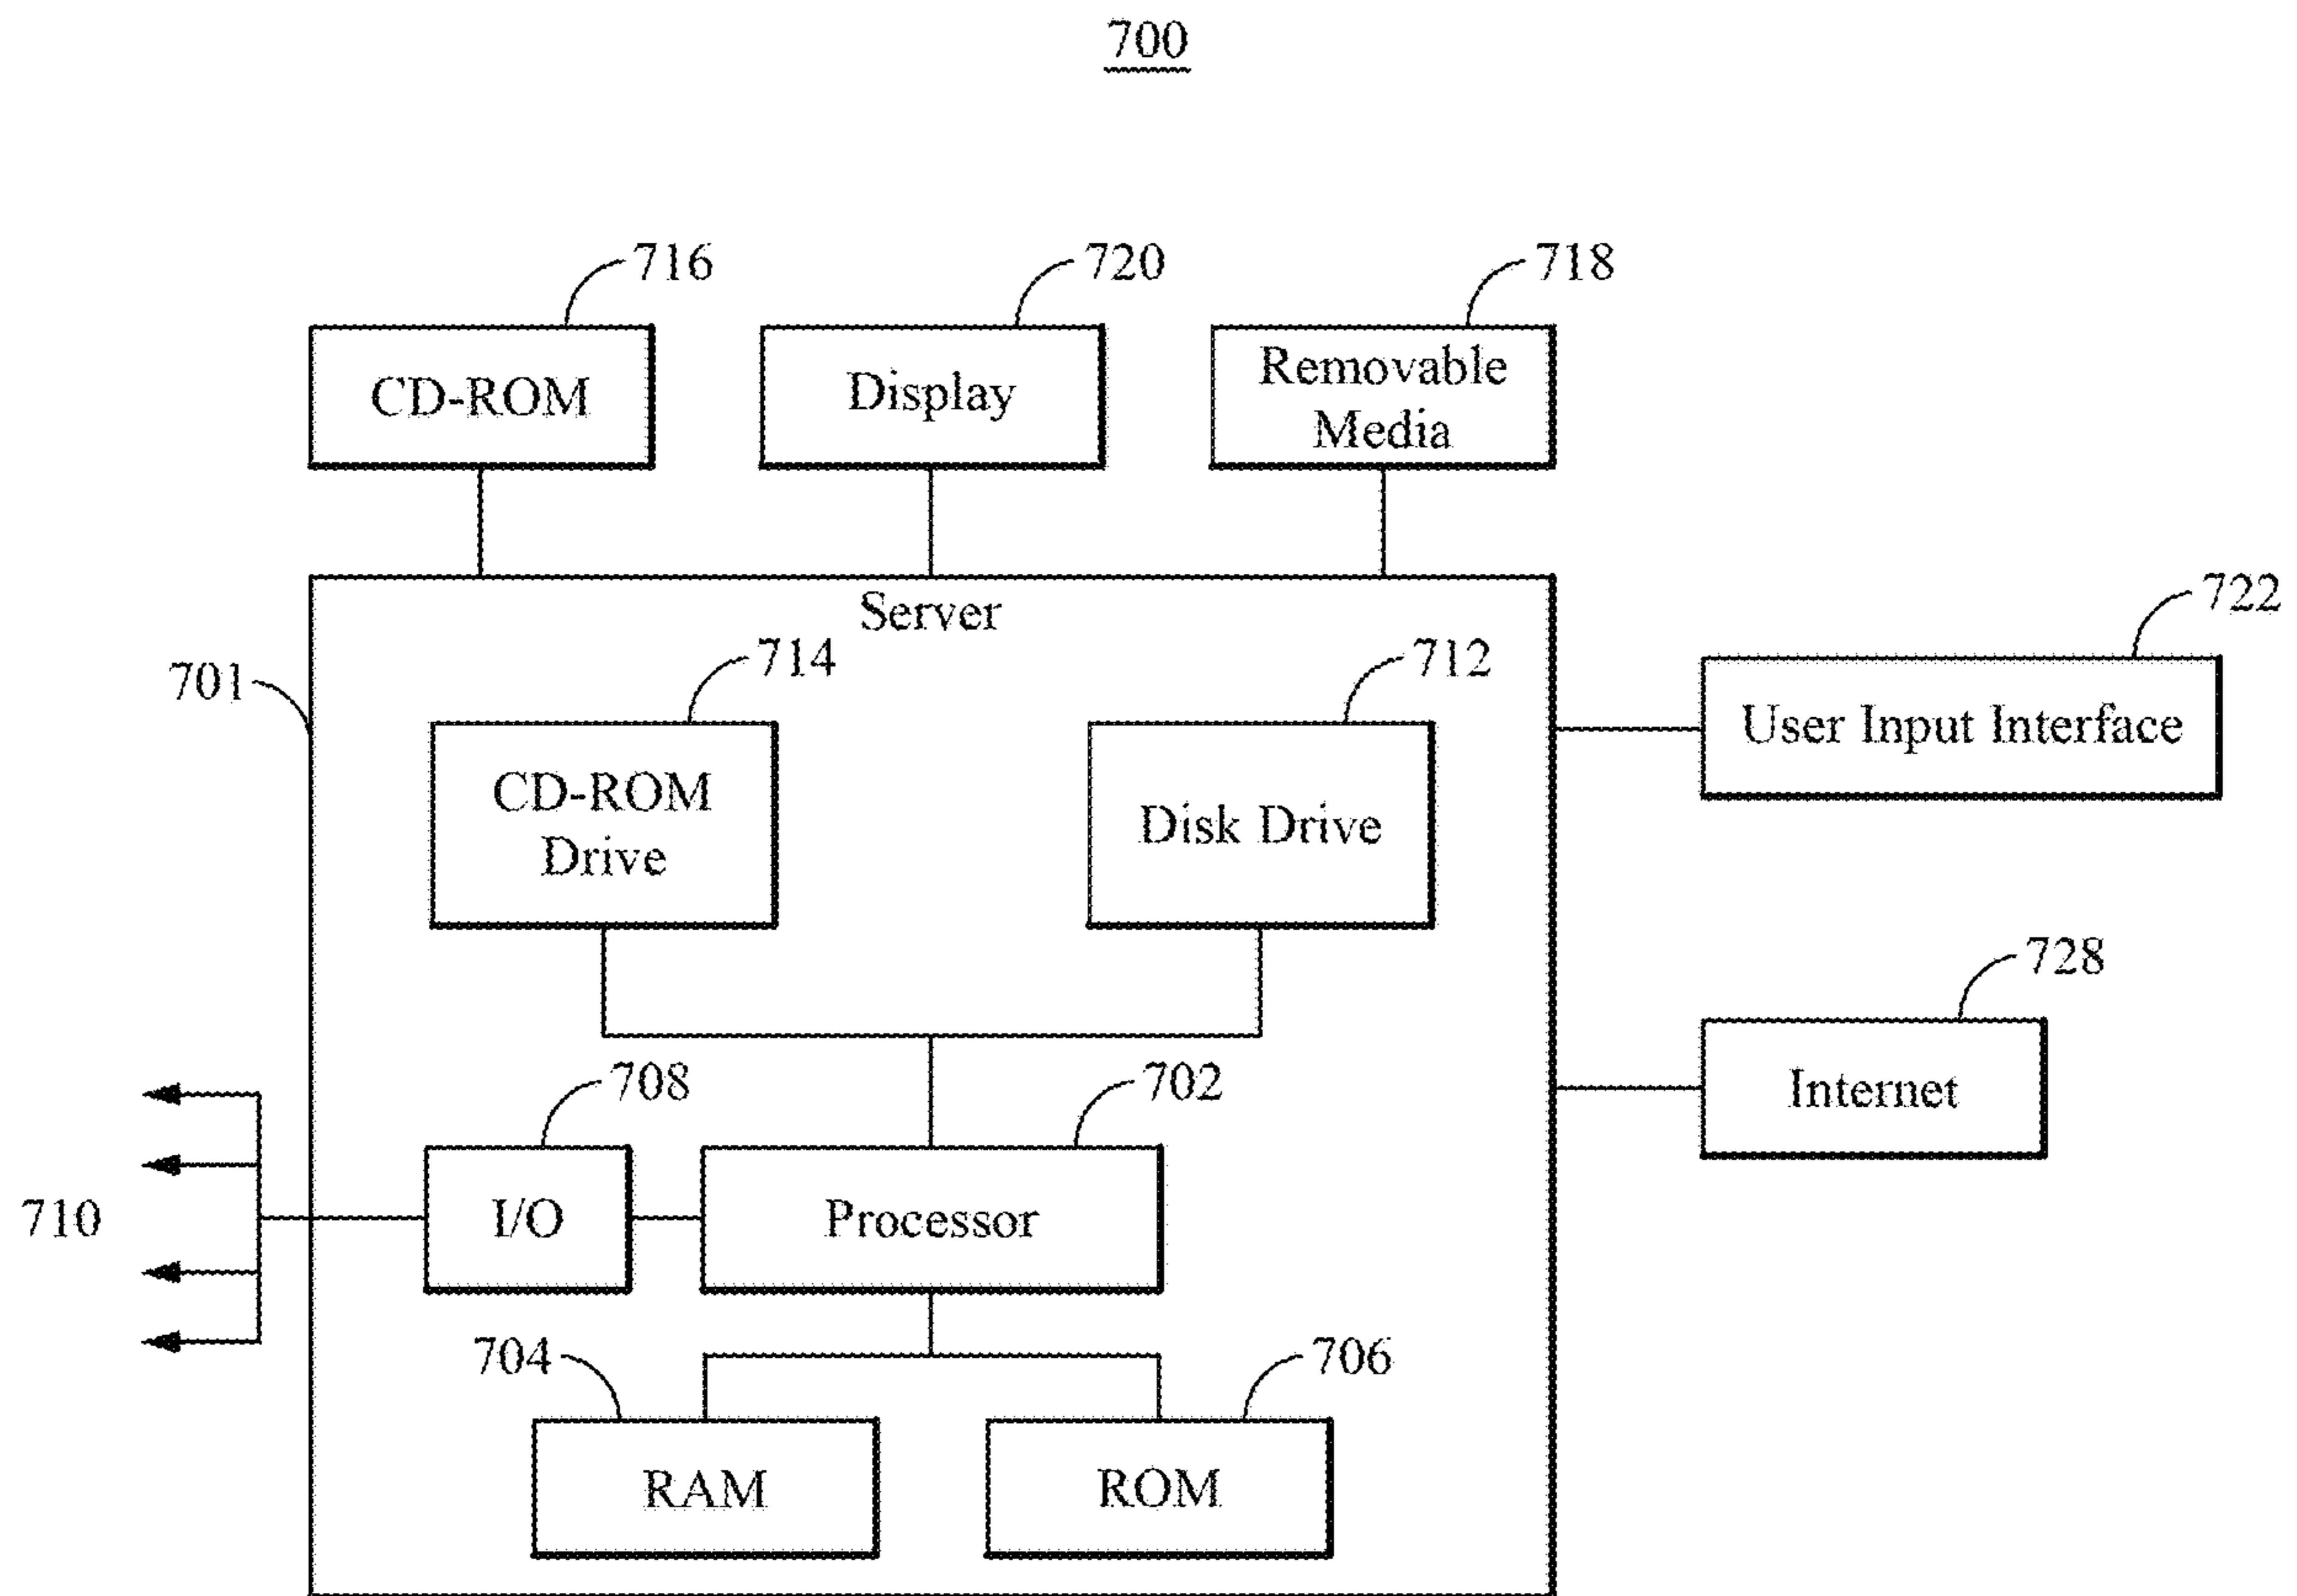 700
716
720
718
CD-ROM
Display
Removable
Media
Server
722
701
714
712
User Input Interface
CD-ROM
Drive
Disk Drive
728
Internet
708
702
710
I/O
Processor
704
706
RAM
ROM